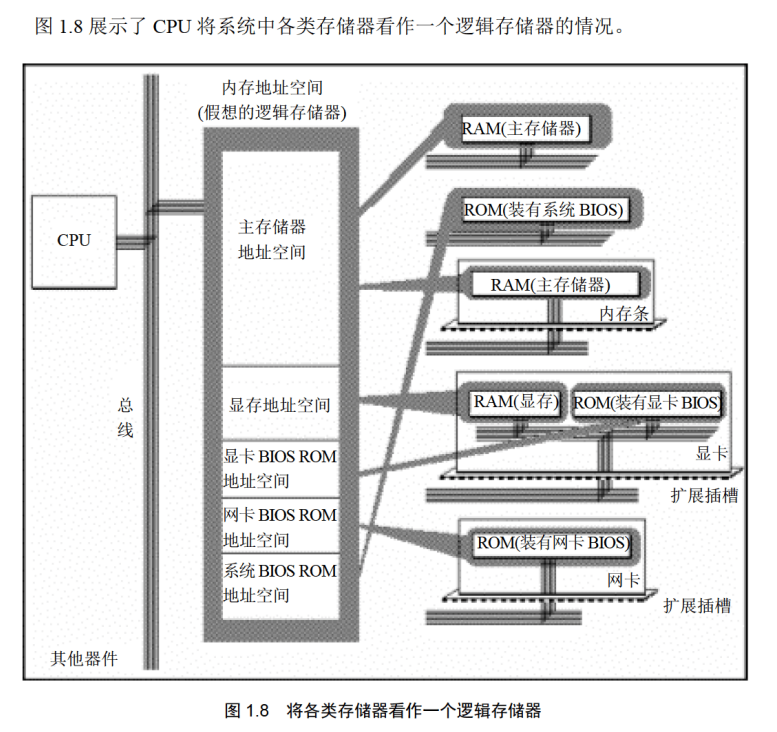 图 1.8 展示了 CPU 将系统中各类存储器看作一个逻辑存储器的情况。
内存地址空间
(假想的逻辑存储器)
RAM(主存储器)
ROM(装有系统 BIOS)
CPU
主存储器
地址空间
RAM(主存储器)
内存条
总
线
显存地址空间
RAM(显存)
ROM(装有显卡 BIOS)
显卡
扩展插槽
显卡 BIOS ROM
地址空间
网卡 BIOS ROM
地址空间
ROM(装有网卡 BIOS)
网卡
扩展插槽
系统 BIOS ROM
地址空间
其他器件
图 1.8 将各类存储器看作一个逻辑存储器